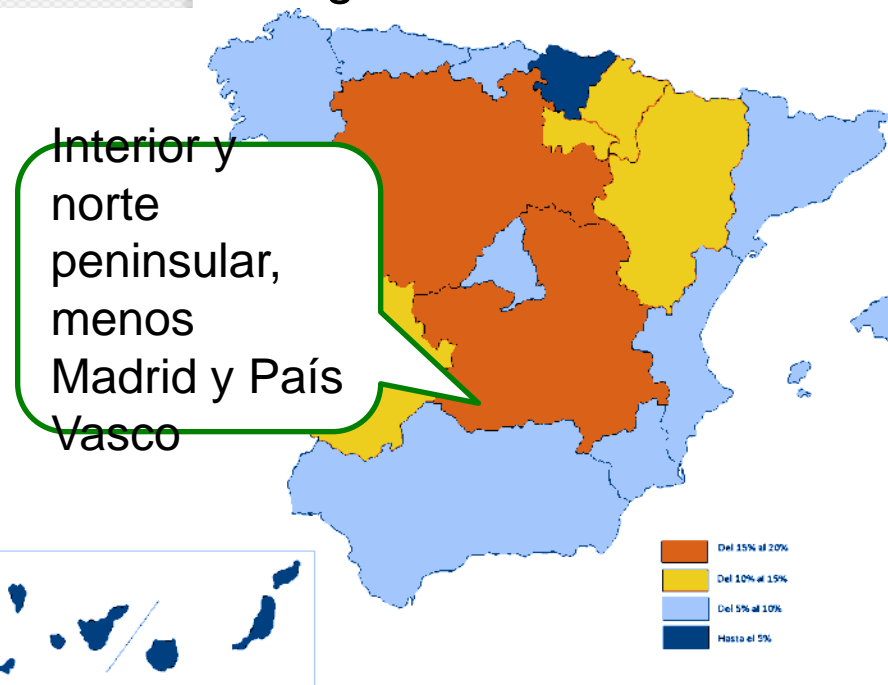 Interior y
norte
peninsular,
menos
Madrid y País
Vasco
Del 15% al 20%
Del 10% al 15%
Del 5% al 10%
Hasta el 5%